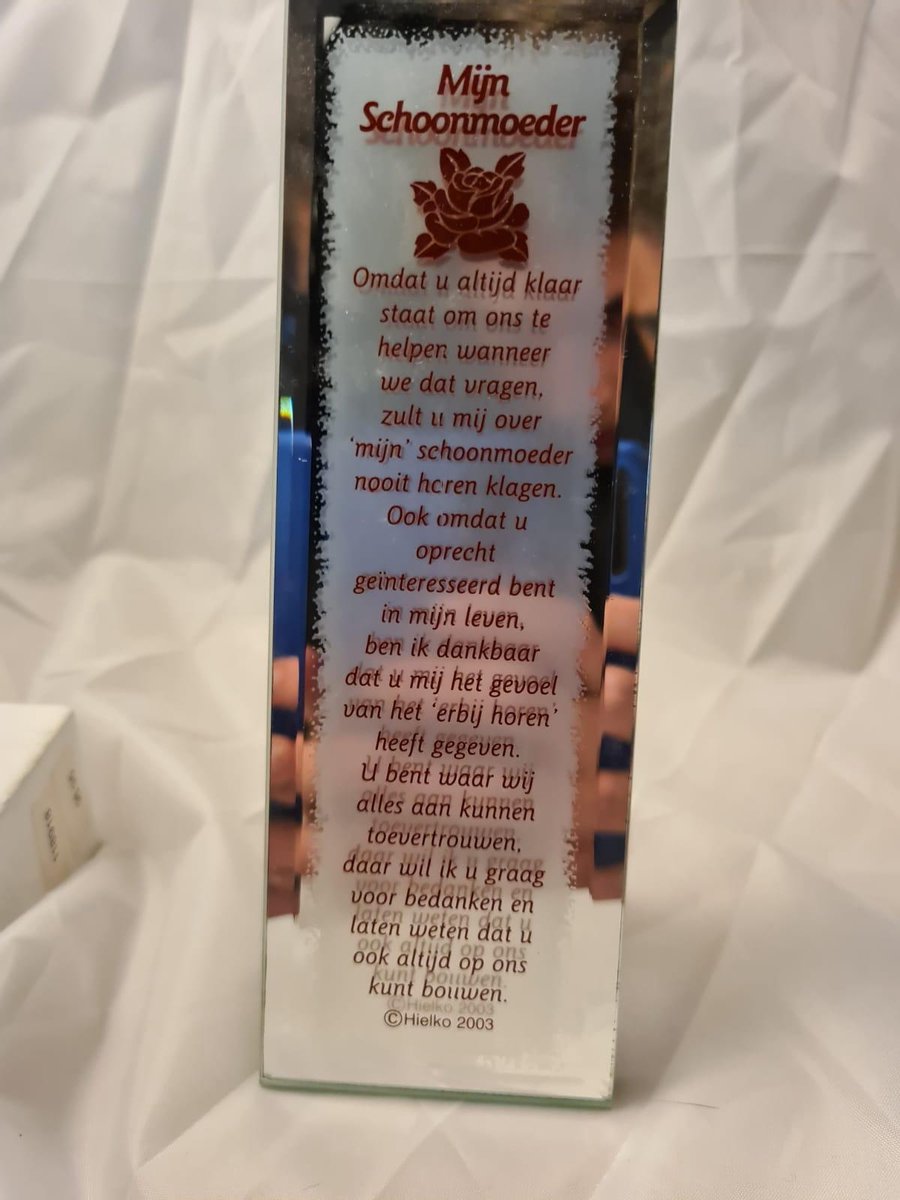 Mijn
Schoonmoeder
Omdat u altijd klaar
staat om ons te
helpen wanneer
we dat vragen,
zult u mij over
‘mijn’ schoonmoeder
nooit horen klagen.
Ook omdat u
oprecht
geïnteresseerd bent
in mijn leven,
ben ik dankbaar
dat u mij het gevoel
van het ‘erbij horen’
heeft gegeven.
U bent waar wij
alles aan kunnen
toevertrouwen,
daar wil ik u graag
voor bedanken en
laten weten dat u
ook altijd op ons
kunt bouwen.
©Hielko 2003